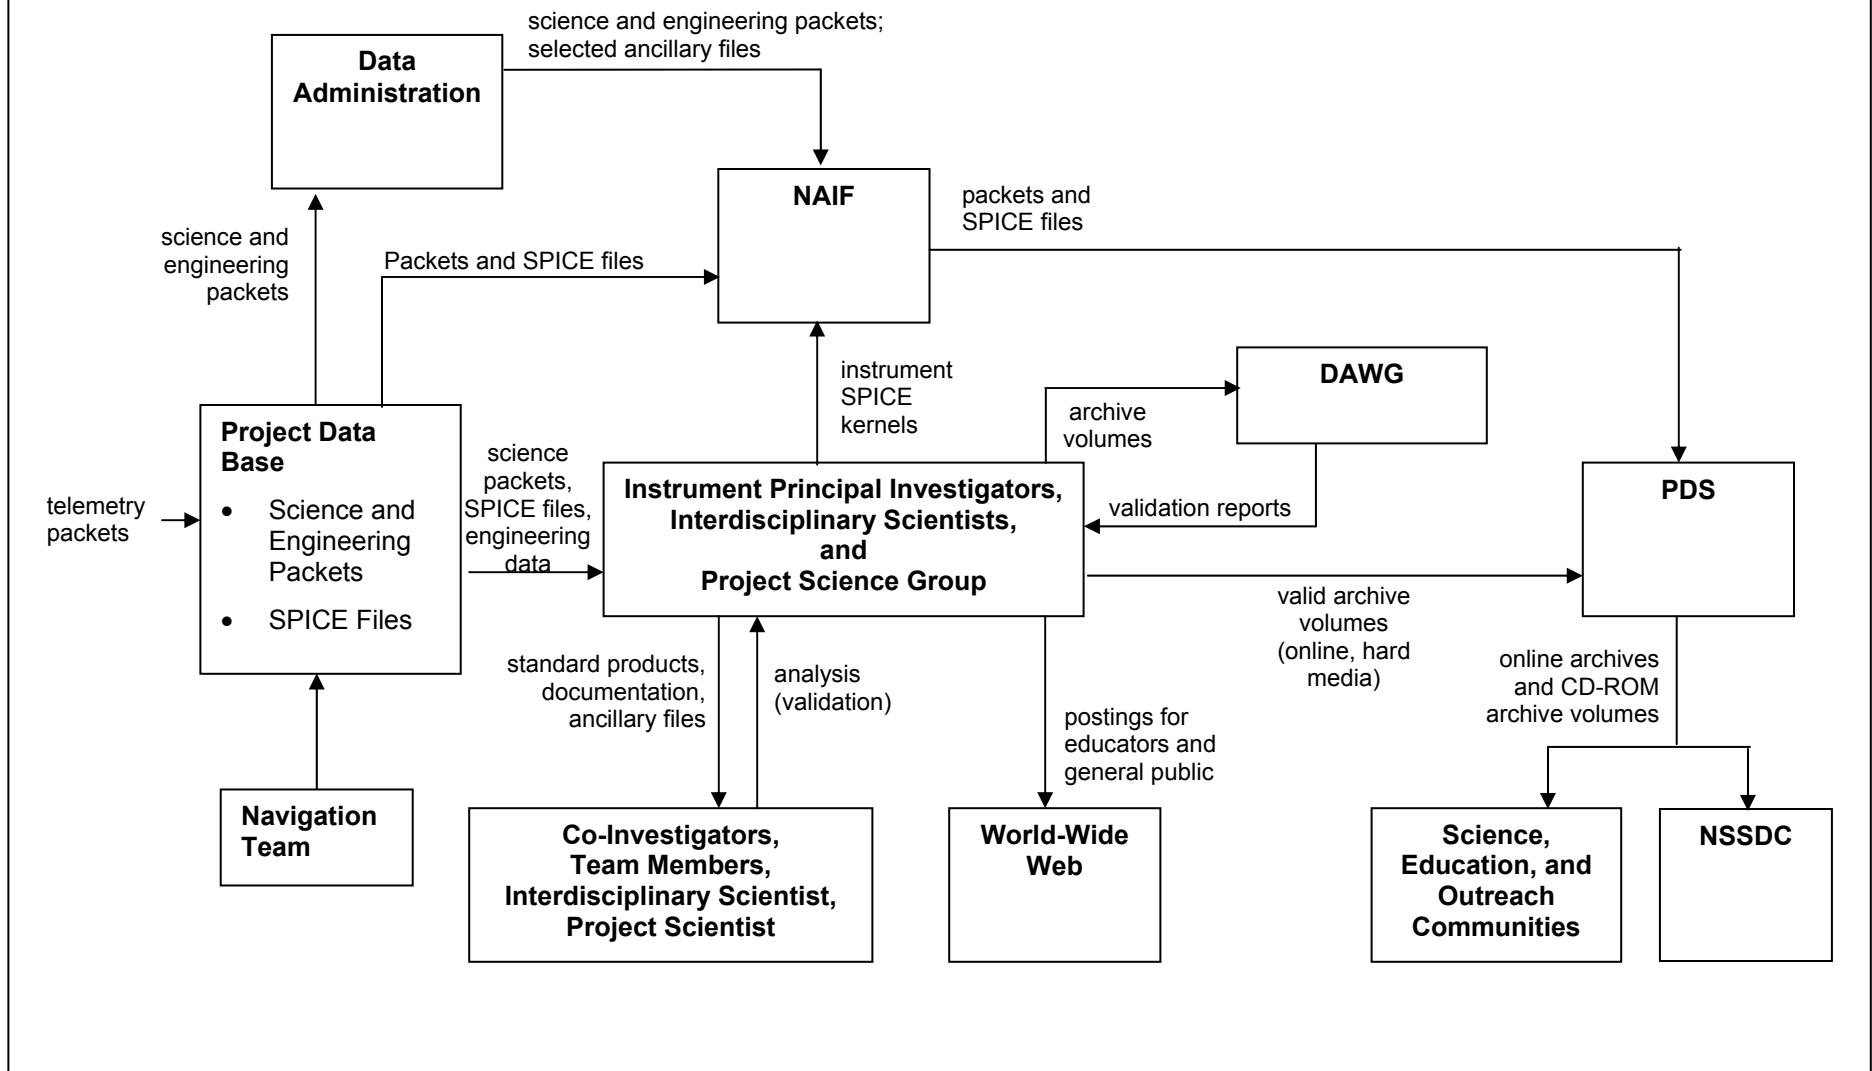 science and engineering packets;
selected ancillary files
Data
Administration
NAIF
packets and
SPICE files
science and
engineering
packets
Packets and SPICE files
instrument
SPICE
kernels
DAWG
archive
volumes
Project Data
Base
• Science and
Engineering
Packets
• SPICE Files
telemetry
packets
science
packets,
SPICE files,
engineering
data
Instrument Principal Investigators,
Interdisciplinary Scientists,
and
Project Science Group
validation reports
PDS
valid archive
volumes
(online, hard
media)
standard products,
documentation,
ancillary files
analysis
(validation)
postings for
educators and
general public
online archives
and CD-ROM
archive volumes
Navigation
Team
Co-Investigators,
Team Members,
Interdisciplinary Scientist,
Project Scientist
World-Wide
Web
Science,
Education, and
Outreach
Communities
NSSDC